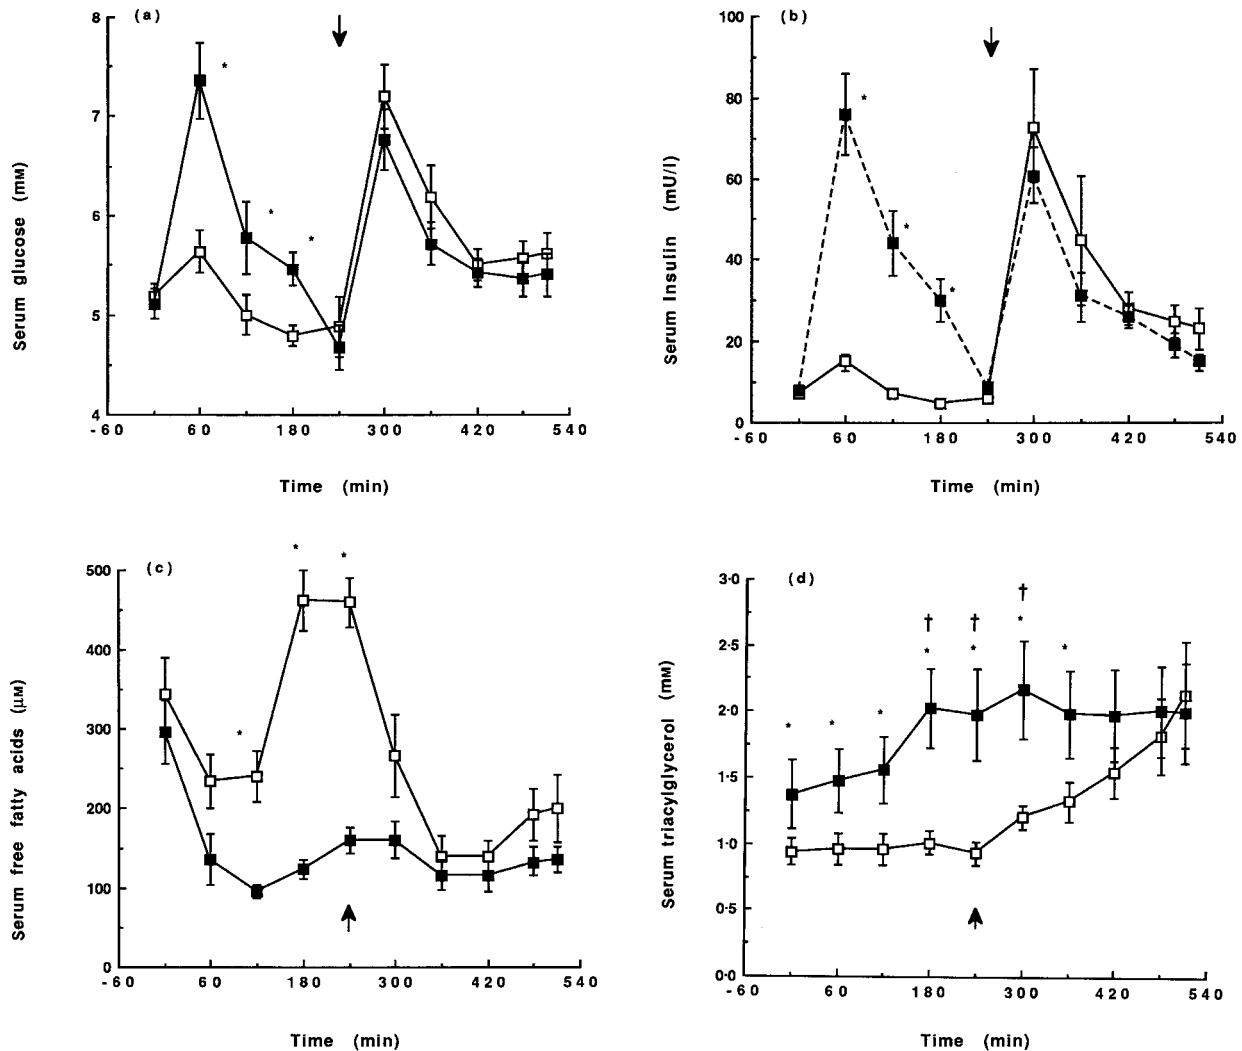 (a)
8
7
6
5
4
*
*
*
Serum glucose (mM)
-60 60 180 300 420 540
Time (min)
(b)
100
80
60
40
20
0
*
*
*
Serum Insulin (mU/l)
-60 60 180 300 420 540
Time (min)
(c)
500
400
300
200
100
0
*
*
*
Serum free fatty acids (μM)
-60 60 180 300 420 540
Time (min)
(d)
3·0
2·5
2·0
1·5
1·0
0·5
0·0
† † †
* * * * * * *
Serum triacylglycerol (mM)
-60 60 180 300 420 540
Time (min)